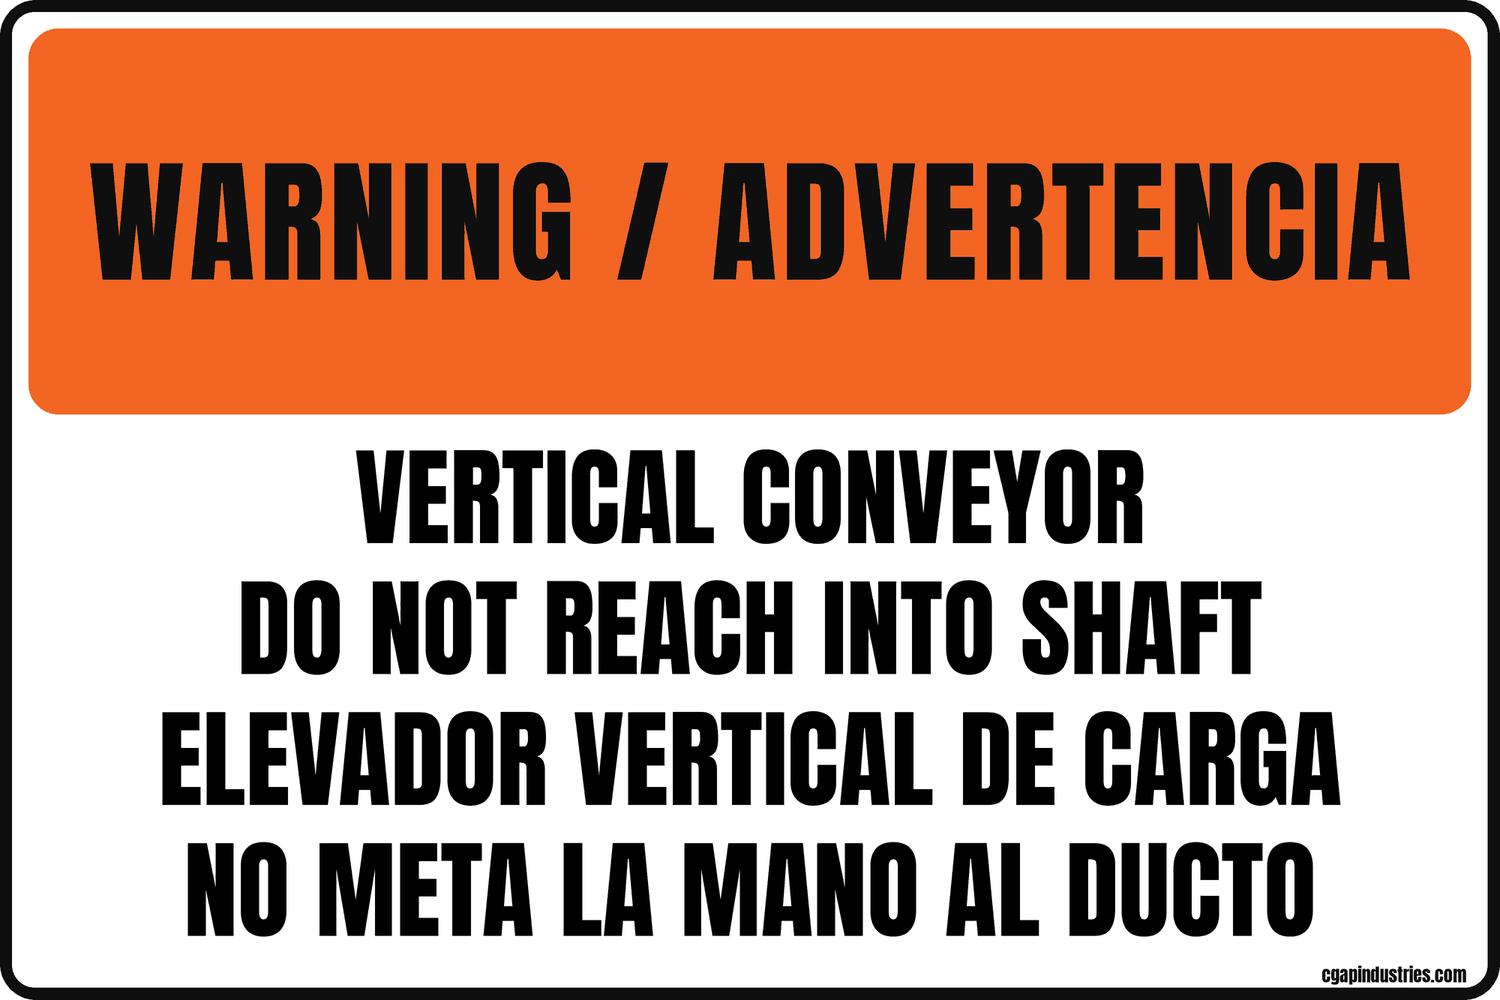 WARNING / ADVERTENCIA
VERTICAL CONVEYOR
DO NOT REACH INTO SHAFT
ELEVADOR VERTICAL DE CARGA
NO META LA MANO AL DUCTO
cgapindustries.com